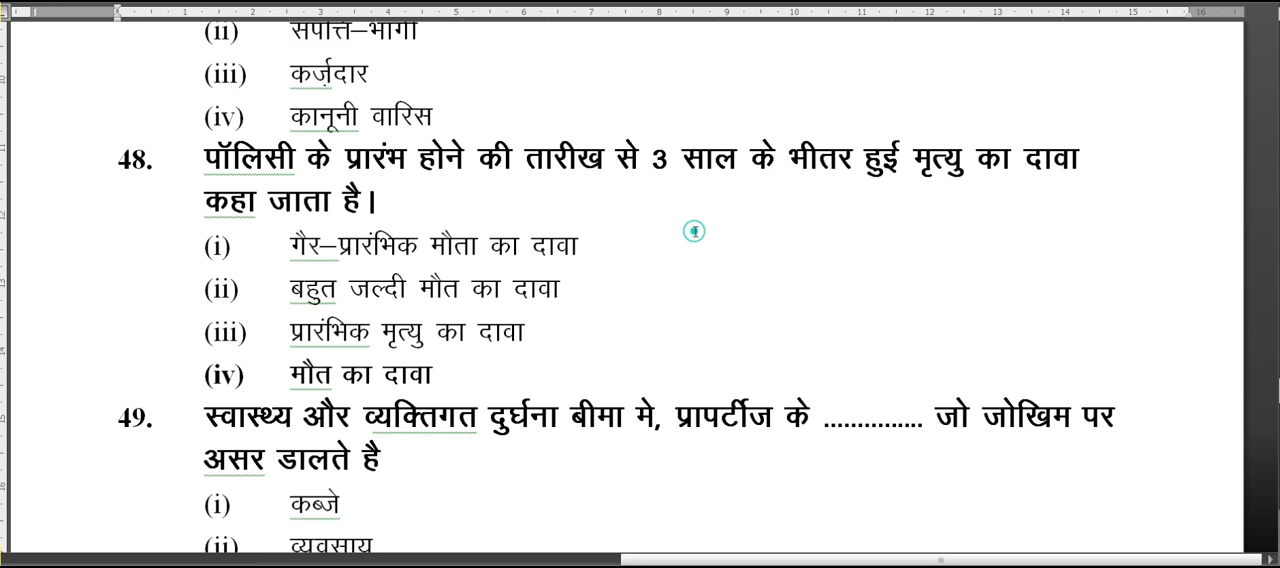 (ii) संपत्ति–भागी
(iii) कर्ज़दार
(iv) कानूनी वारिस
48. पॉलिसी के प्रारंभ होने की तारीख से 3 साल के भीतर हुई मृत्यु का दावा
कहा जाता है।
(i) गैर–प्रारंभिक मौता का दावा
(ii) बहुत जल्दी मौत का दावा
(iii) प्रारंभिक मृत्यु का दावा
(iv) मौत का दावा
49. स्वास्थ्य और व्यक्तिगत दुर्घना बीमा मे, प्रापर्टीज के ............... जो जोखिम पर
असर डालते है
(i) कब्जे
(ii) व्यवसाय